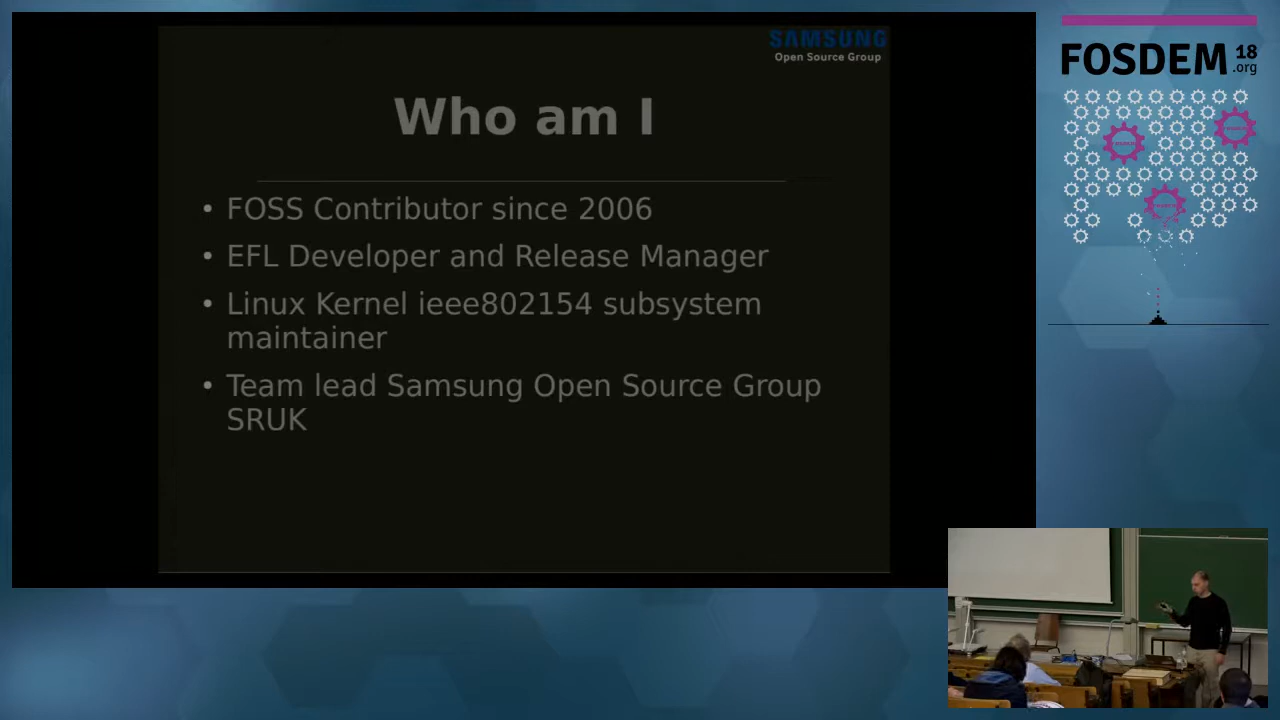 SAMSUNG
Open Source Group
Who am I
• FOSS Contributor since 2006
• EFL Developer and Release Manager
• Linux Kernel ieee802154 subsystem
maintainer
• Team lead Samsung Open Source Group
SRUK
FOSDEM 18
.org